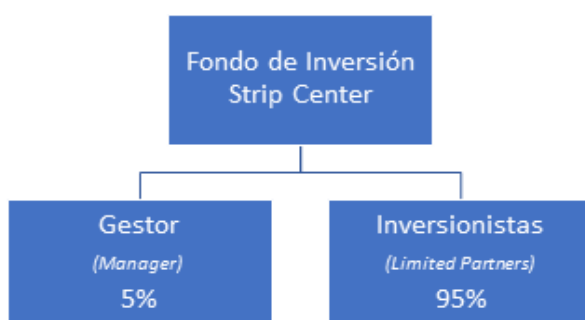 Fondo de Inversión
Strip Center
Gestor
(Manager)
5%
Inversionistas
(Limited Partners)
95%